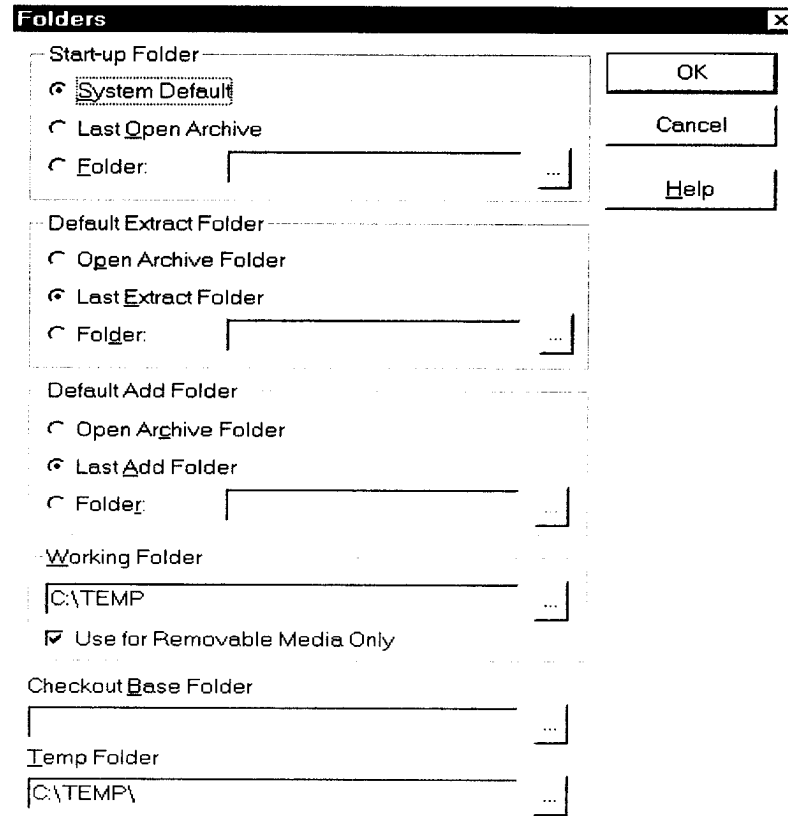 Folders
Start-up Folder
System Default
Last Open Archive
Folder:
...
OK
Cancel
Help
Default Extract Folder
Open Archive Folder
Last Extract Folder
Folder:
...
Default Add Folder
Open Archive Folder
Last Add Folder
Folder:
...
Working Folder
C:\TEMP
...
Use for Removable Media Only
Checkout Base Folder
...
Temp Folder
C:\TEMP\
...